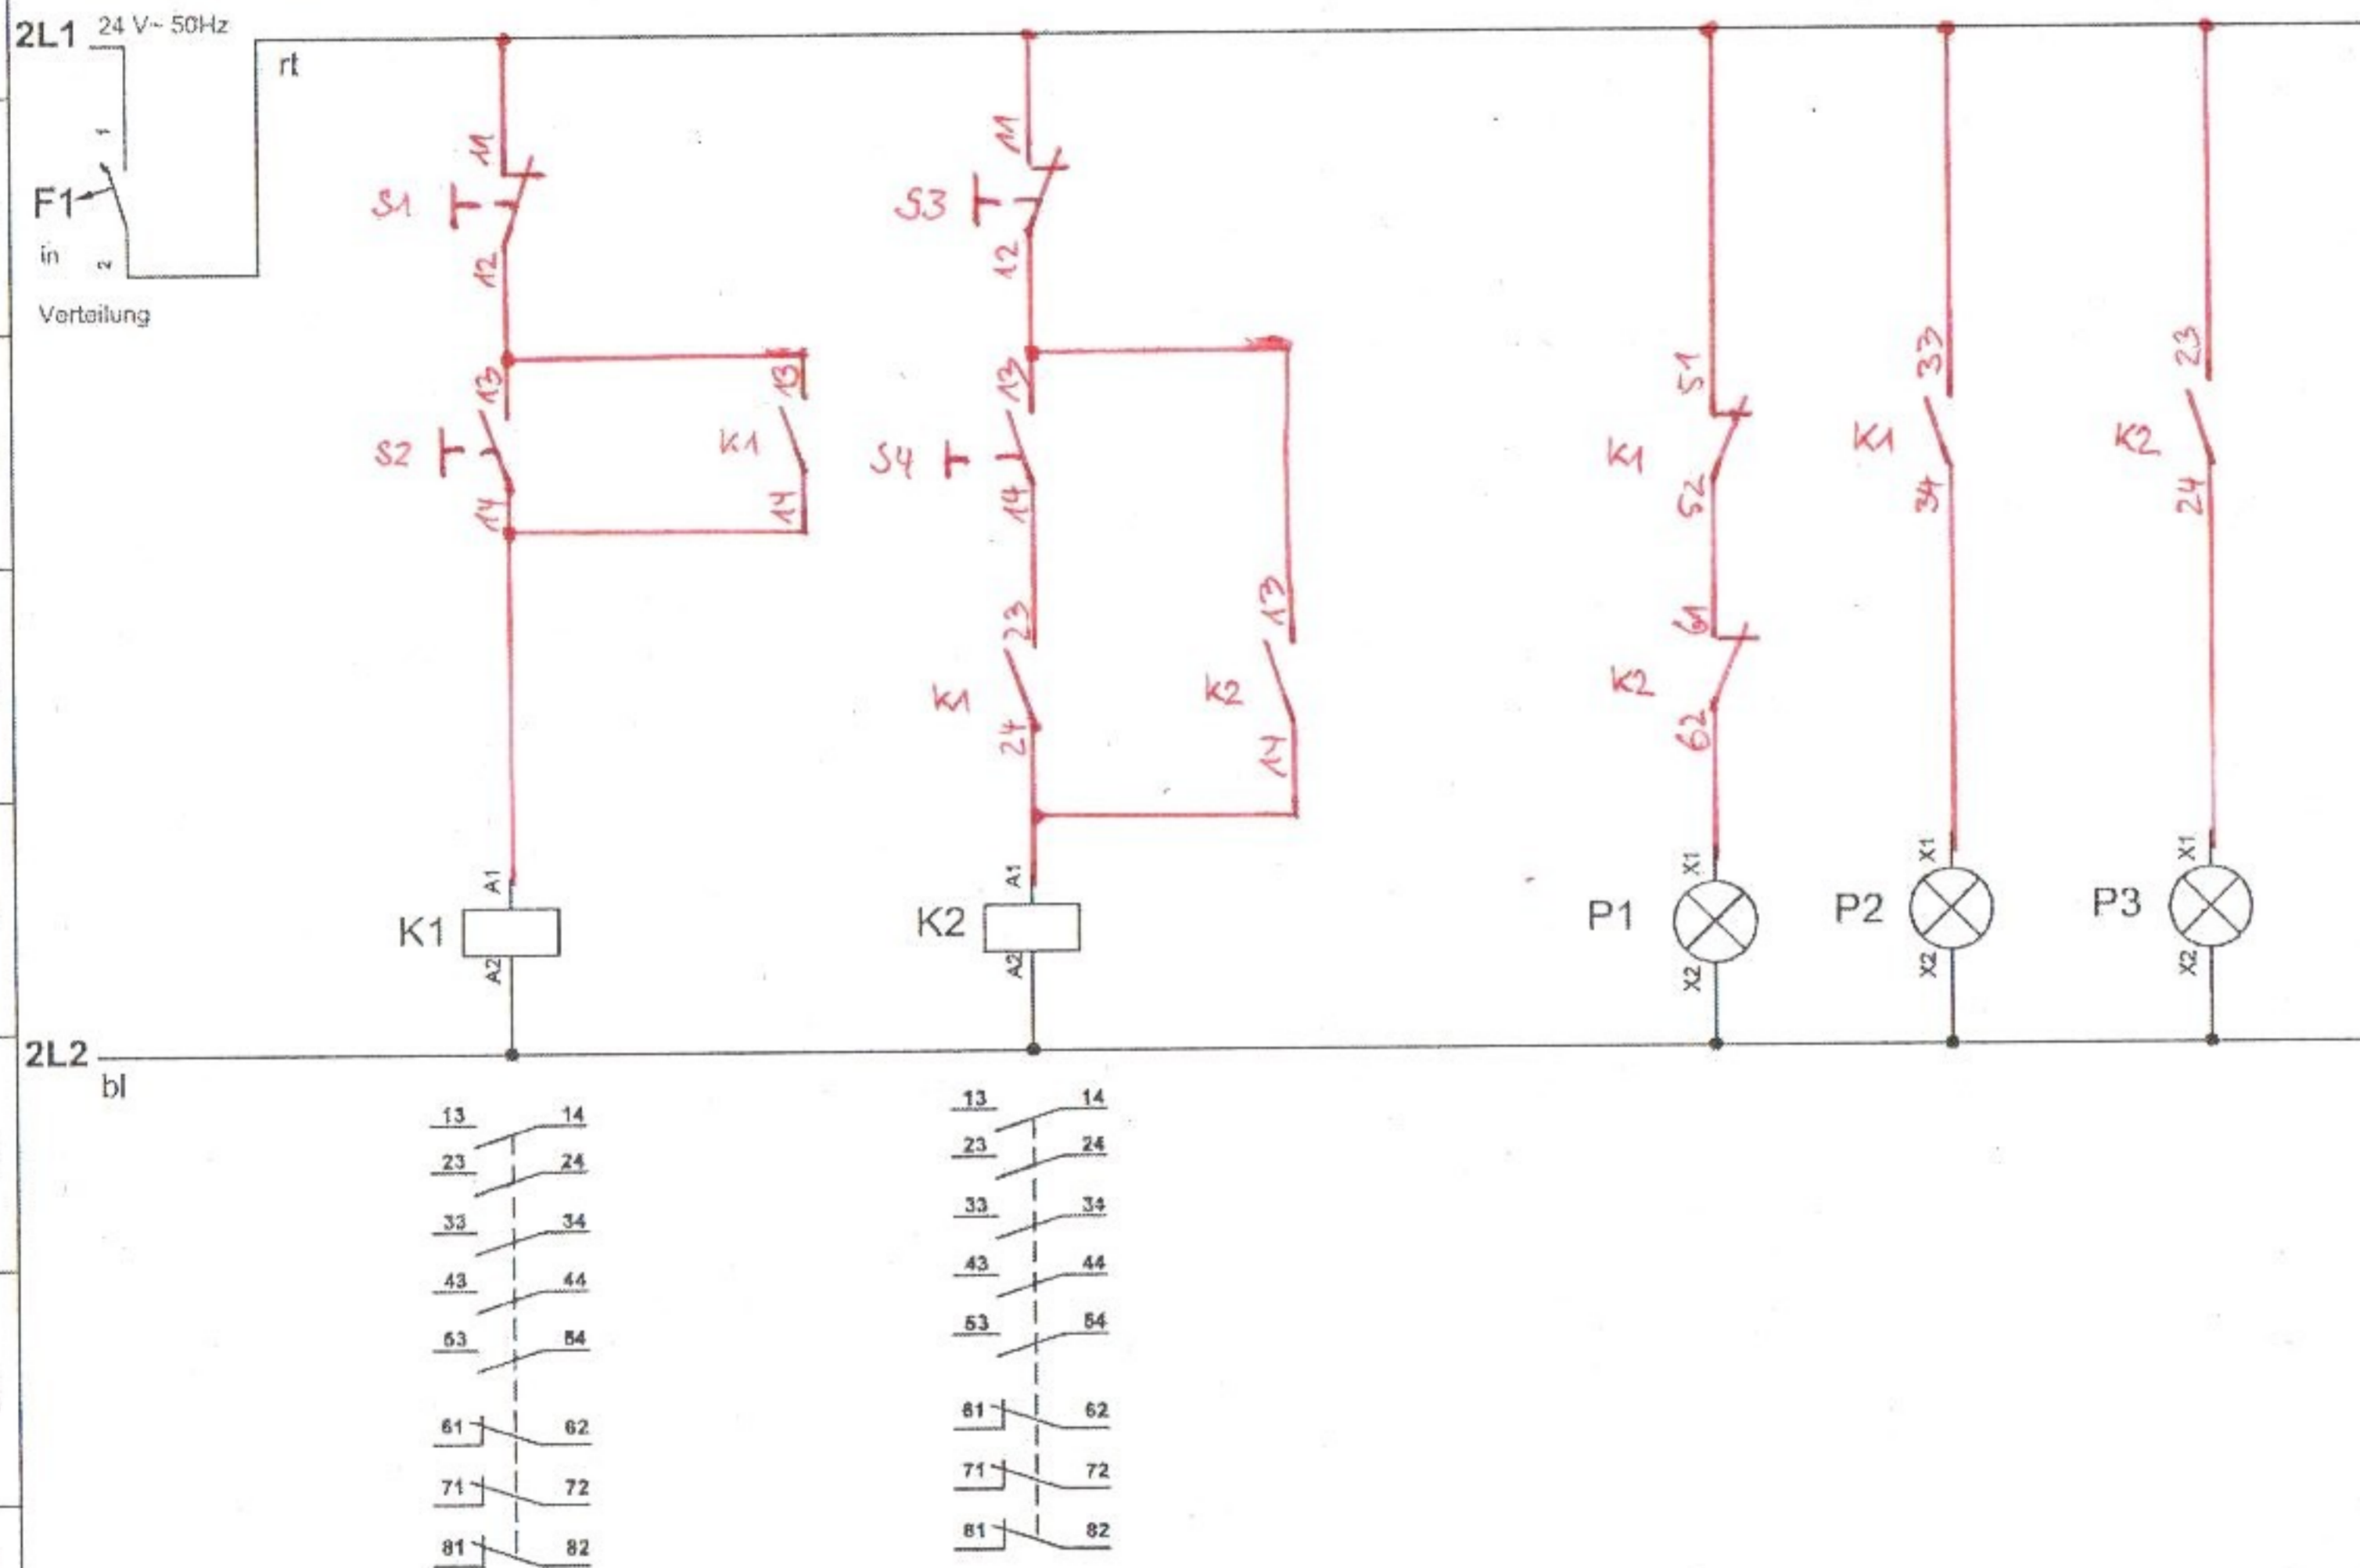 2L1 24 V~ 50Hz
rt
F1
1
2
in
Verteilung
11
S1
12
13
S2
14
13
K1
14
11
S3
12
13
S4
14
23
K1
24
13
K2
14
51
K1
52
61
K2
62
33
K1
34
23
K2
24
A1
K1
A2
A1
K2
A2
X1
P1
X2
X1
P2
X2
X1
P3
X2
2L2
bl
13 14
23 24
33 34
43 44
53 54
61 62
71 72
81 82
13 14
23 24
33 34
43 44
53 54
61 62
71 72
81 82